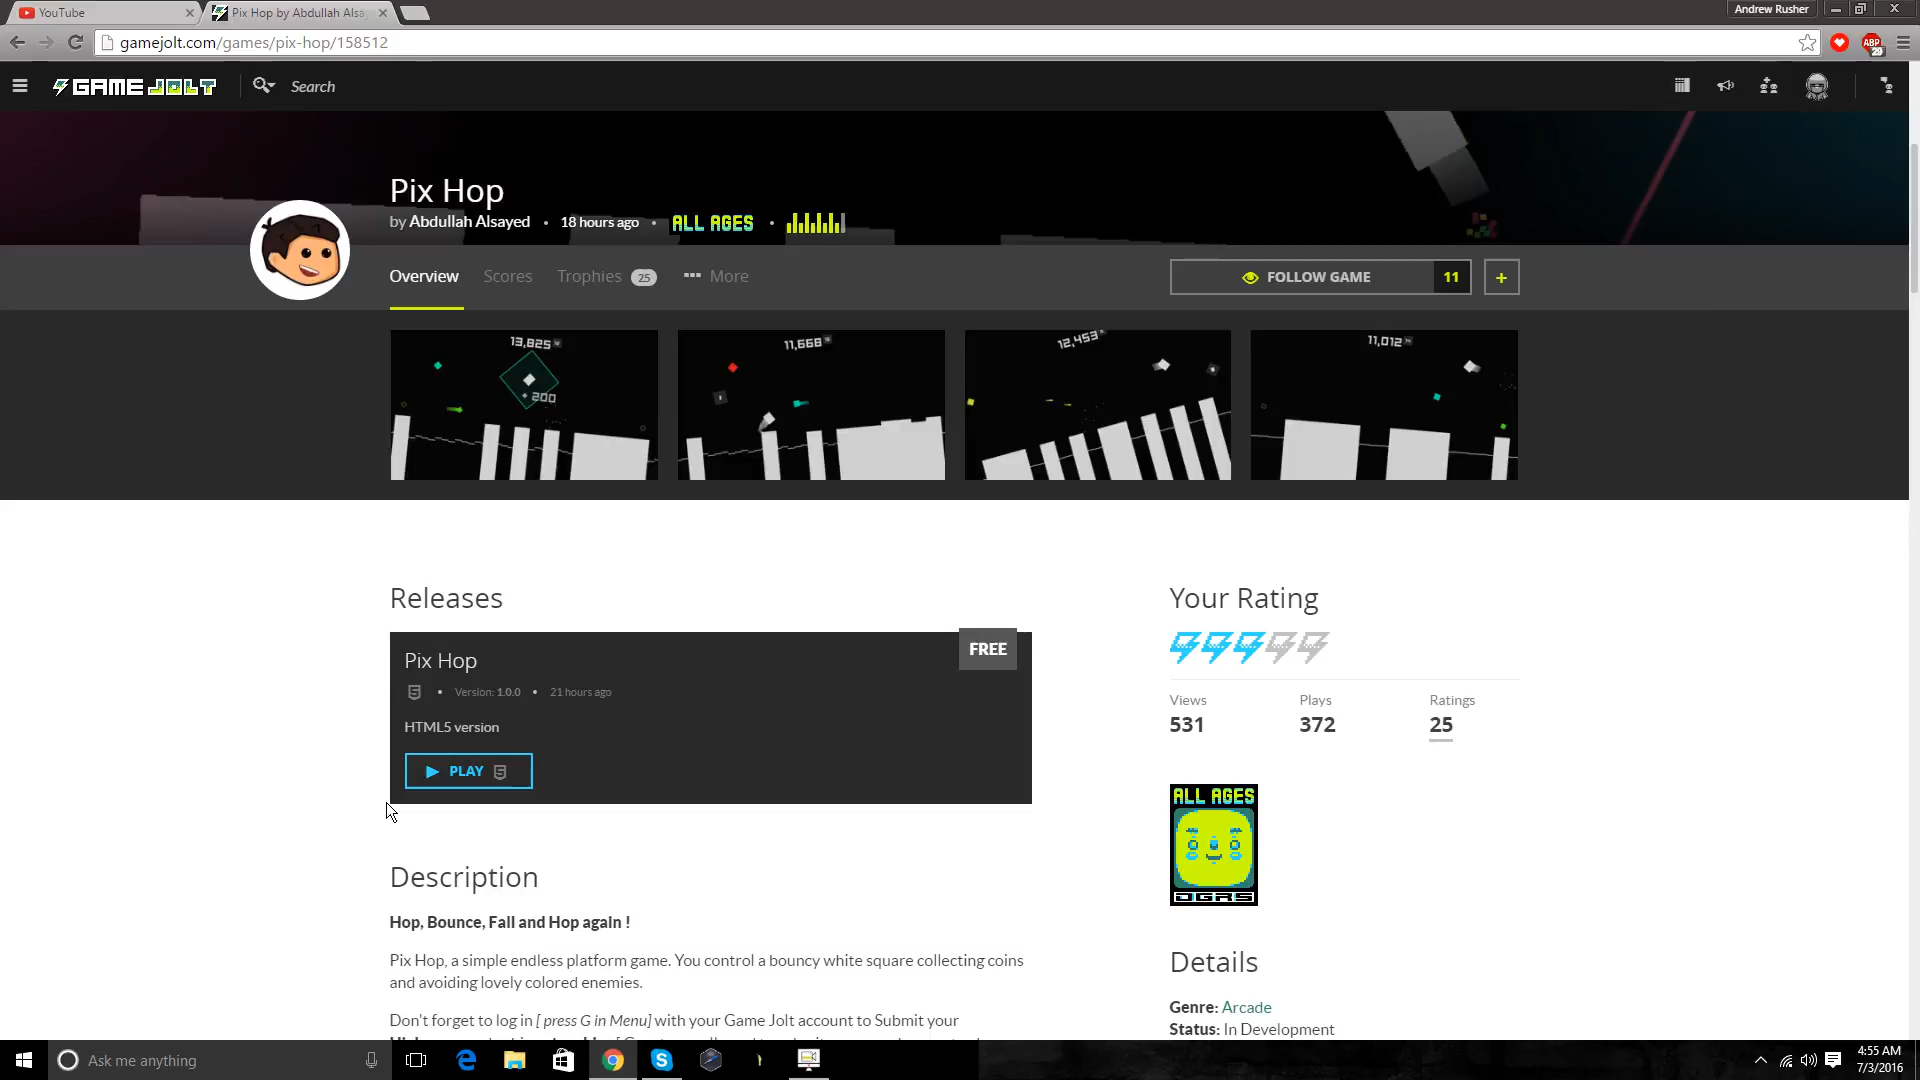 YouTube
Pix Hop by Abdullah Alsa
Andrew Rusher
gamejolt.com/games/pix-hop/158512
ABP
29
GAME JOLT
Search
Pix Hop
by Abdullah Alsayed • 18 hours ago • ALL AGES •
Overview
Scores
Trophies 25
More
FOLLOW GAME 11
+
13,825
+ 200
11,668
12,453
11,012
Releases
Pix Hop
FREE
• Version: 1.0.0 • 21 hours ago
HTML5 version
PLAY
Your Rating
Views Plays Ratings
531 372 25
ALL AGES
DGRS
Description
Hop, Bounce, Fall and Hop again !
Pix Hop, a simple endless platform game. You control a bouncy white square collecting coins
and avoiding lovely colored enemies.
Don't forget to log in [ press G in Menu] with your Game Jolt account to Submit your
Details
Genre: Arcade
Status: In Development
Ask me anything
4:55 AM
7/3/2016